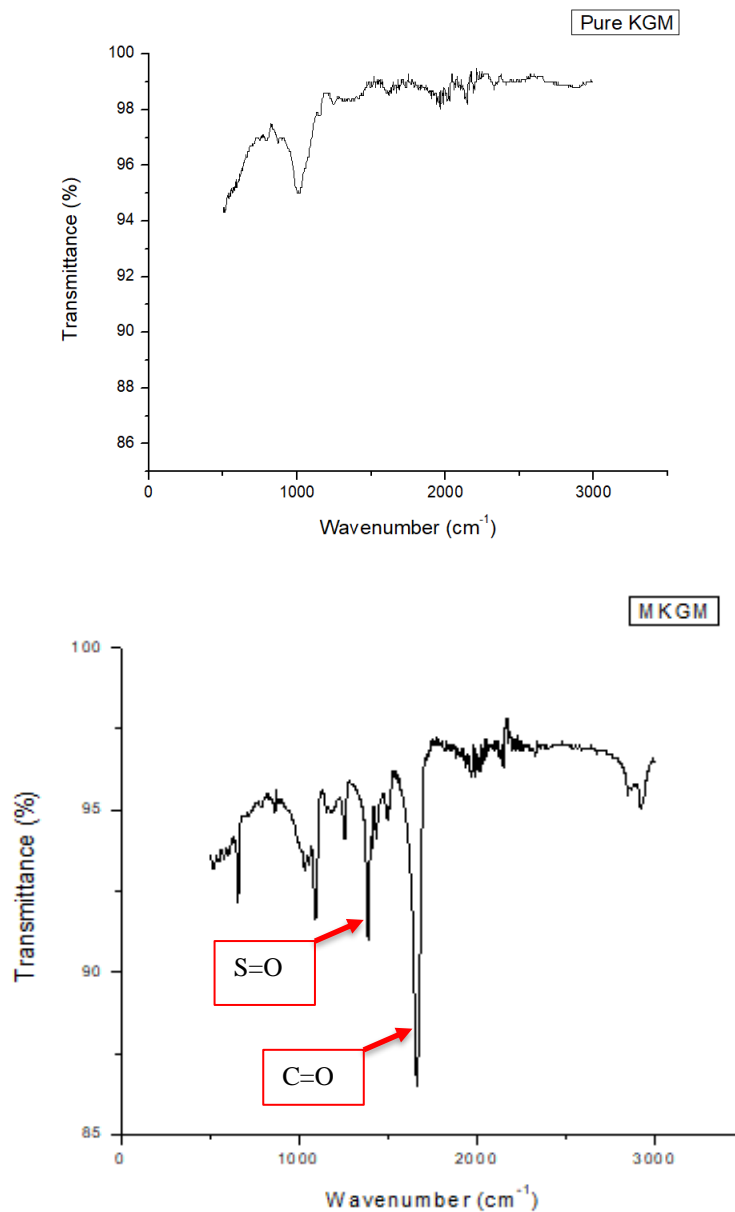 Pure KGM
100
98
96
94
92
90
88
86
Transmittance (%)
0 1000 2000 3000
Wavenumber (cm⁻¹)
MKGM
100
95
90
85
Transmittance (%)
S=O
C=O
0 1000 2000 3000
Wavenumber (cm⁻¹)